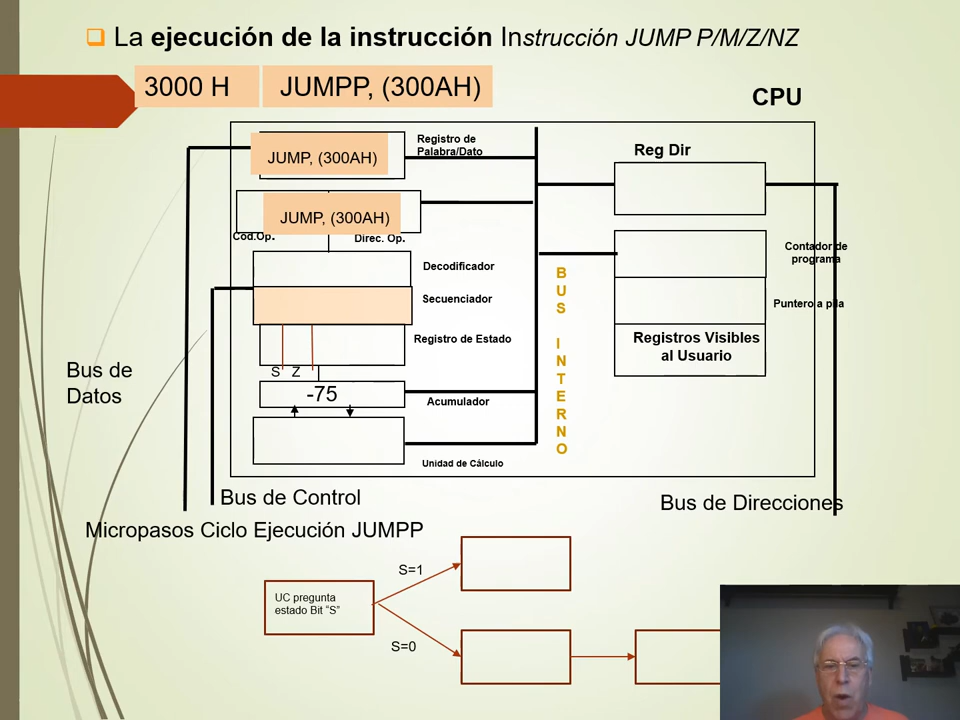 La ejecución de la instrucción Instrucción JUMP P/M/Z/NZ
3000 H
JUMPP, (300AH)
CPU
JUMP, (300AH)
Registro de
Palabra/Dato
Reg Dir
JUMP, (300AH)
Cod.Op.
Direc. Op.
Decodificador
Secuenciador
Registro de Estado
S Z
-75
Acumulador
Unidad de Cálculo
B
U
S
I
N
T
E
R
N
O
Contador de
programa
Puntero a pila
Registros Visibles
al Usuario
Bus de
Datos
Bus de Control
Bus de Direcciones
Micropasos Ciclo Ejecución JUMPP
S=1
UC pregunta
estado Bit “S”
S=0